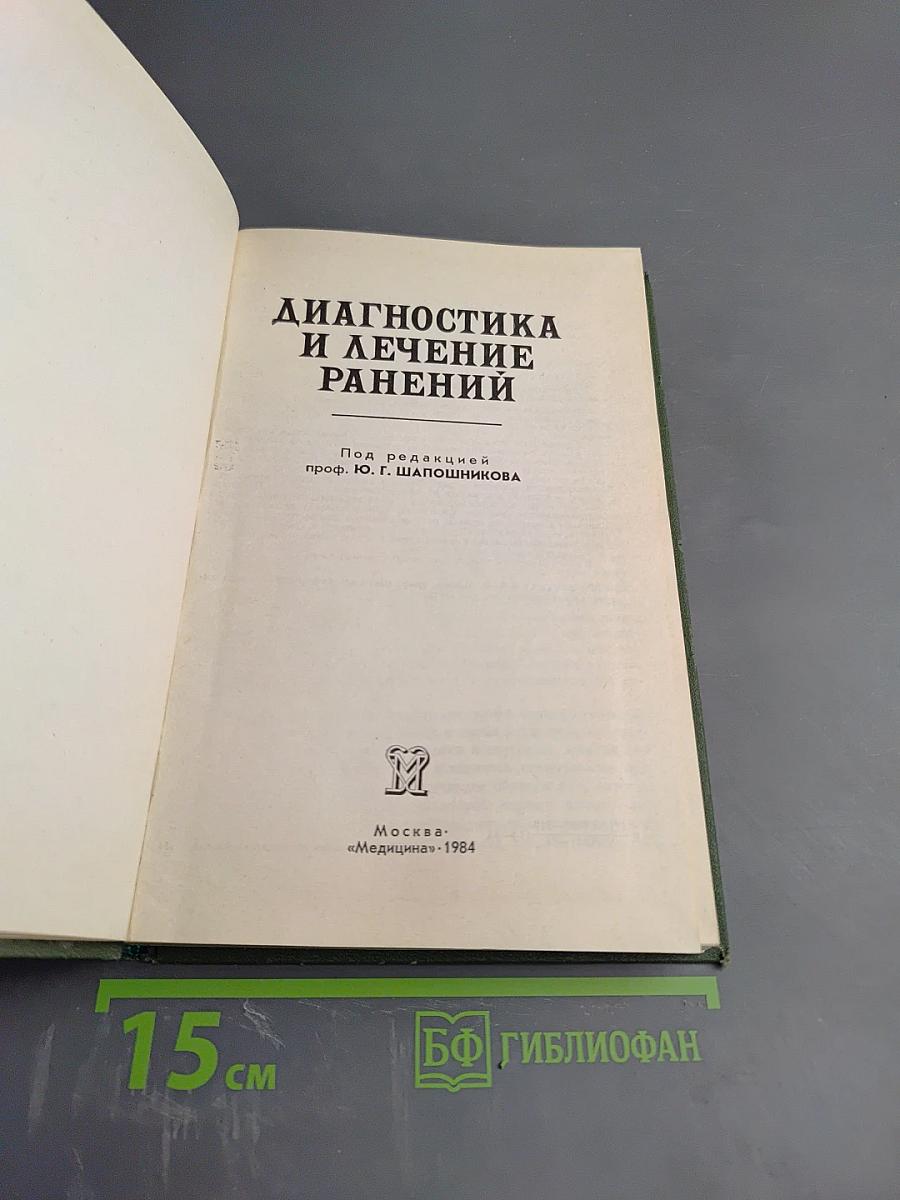 ДИАГНОСТИКА
И ЛЕЧЕНИЕ
РАНЕНИЙ
Под редакцией
проф. Ю. Г. ШАПОШНИКОВА
М
Москва·
«Медицина»·1984
15 см
БФ ГИБЛИОФАН